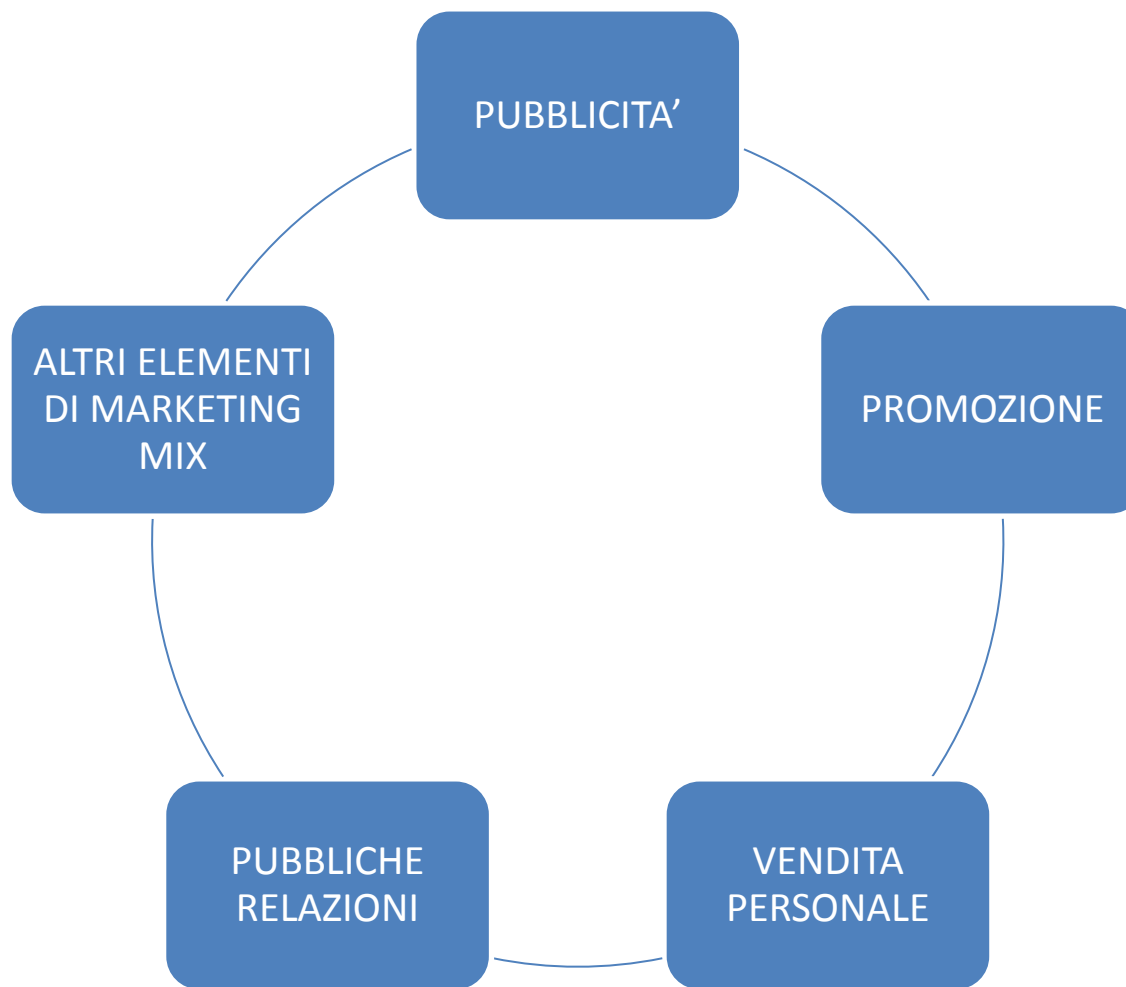 PUBBLICITA’
PROMOZIONE
VENDITA
PERSONALE
PUBBLICHE
RELAZIONI
ALTRI ELEMENTI
DI MARKETING
MIX